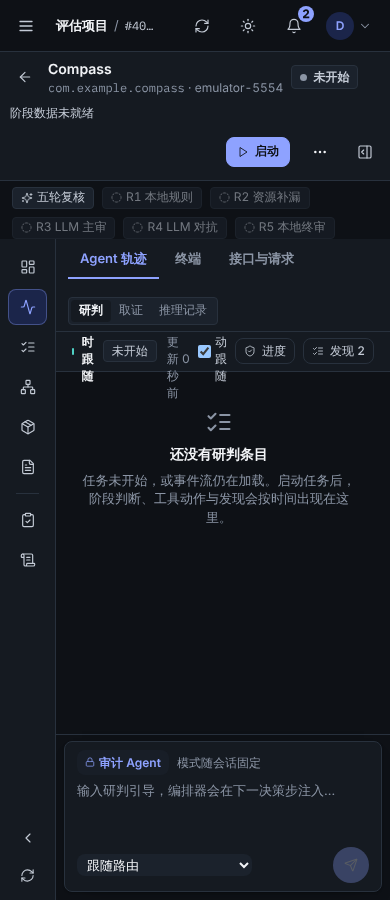 评估项目 / #40…
2
D
Compass
com.example.compass · emulator-5554
未开始
阶段数据未就绪
启动
五轮复核
R1 本地规则
R2 资源补漏
R3 LLM 主审
R4 LLM 对抗
R5 本地终审
Agent 轨迹
终端
接口与请求
研判
取证
推理记录
时
跟
随
未开始
更
新 0
秒
前
动
跟
随
进度
发现 2
还没有研判条目
任务未开始，或事件流仍在加载。启动任务后，
阶段判断、工具动作与发现会按时间出现在这
里。
审计 Agent
模式随会话固定
输入研判引导，编排器会在下一决策步注入...
跟随路由